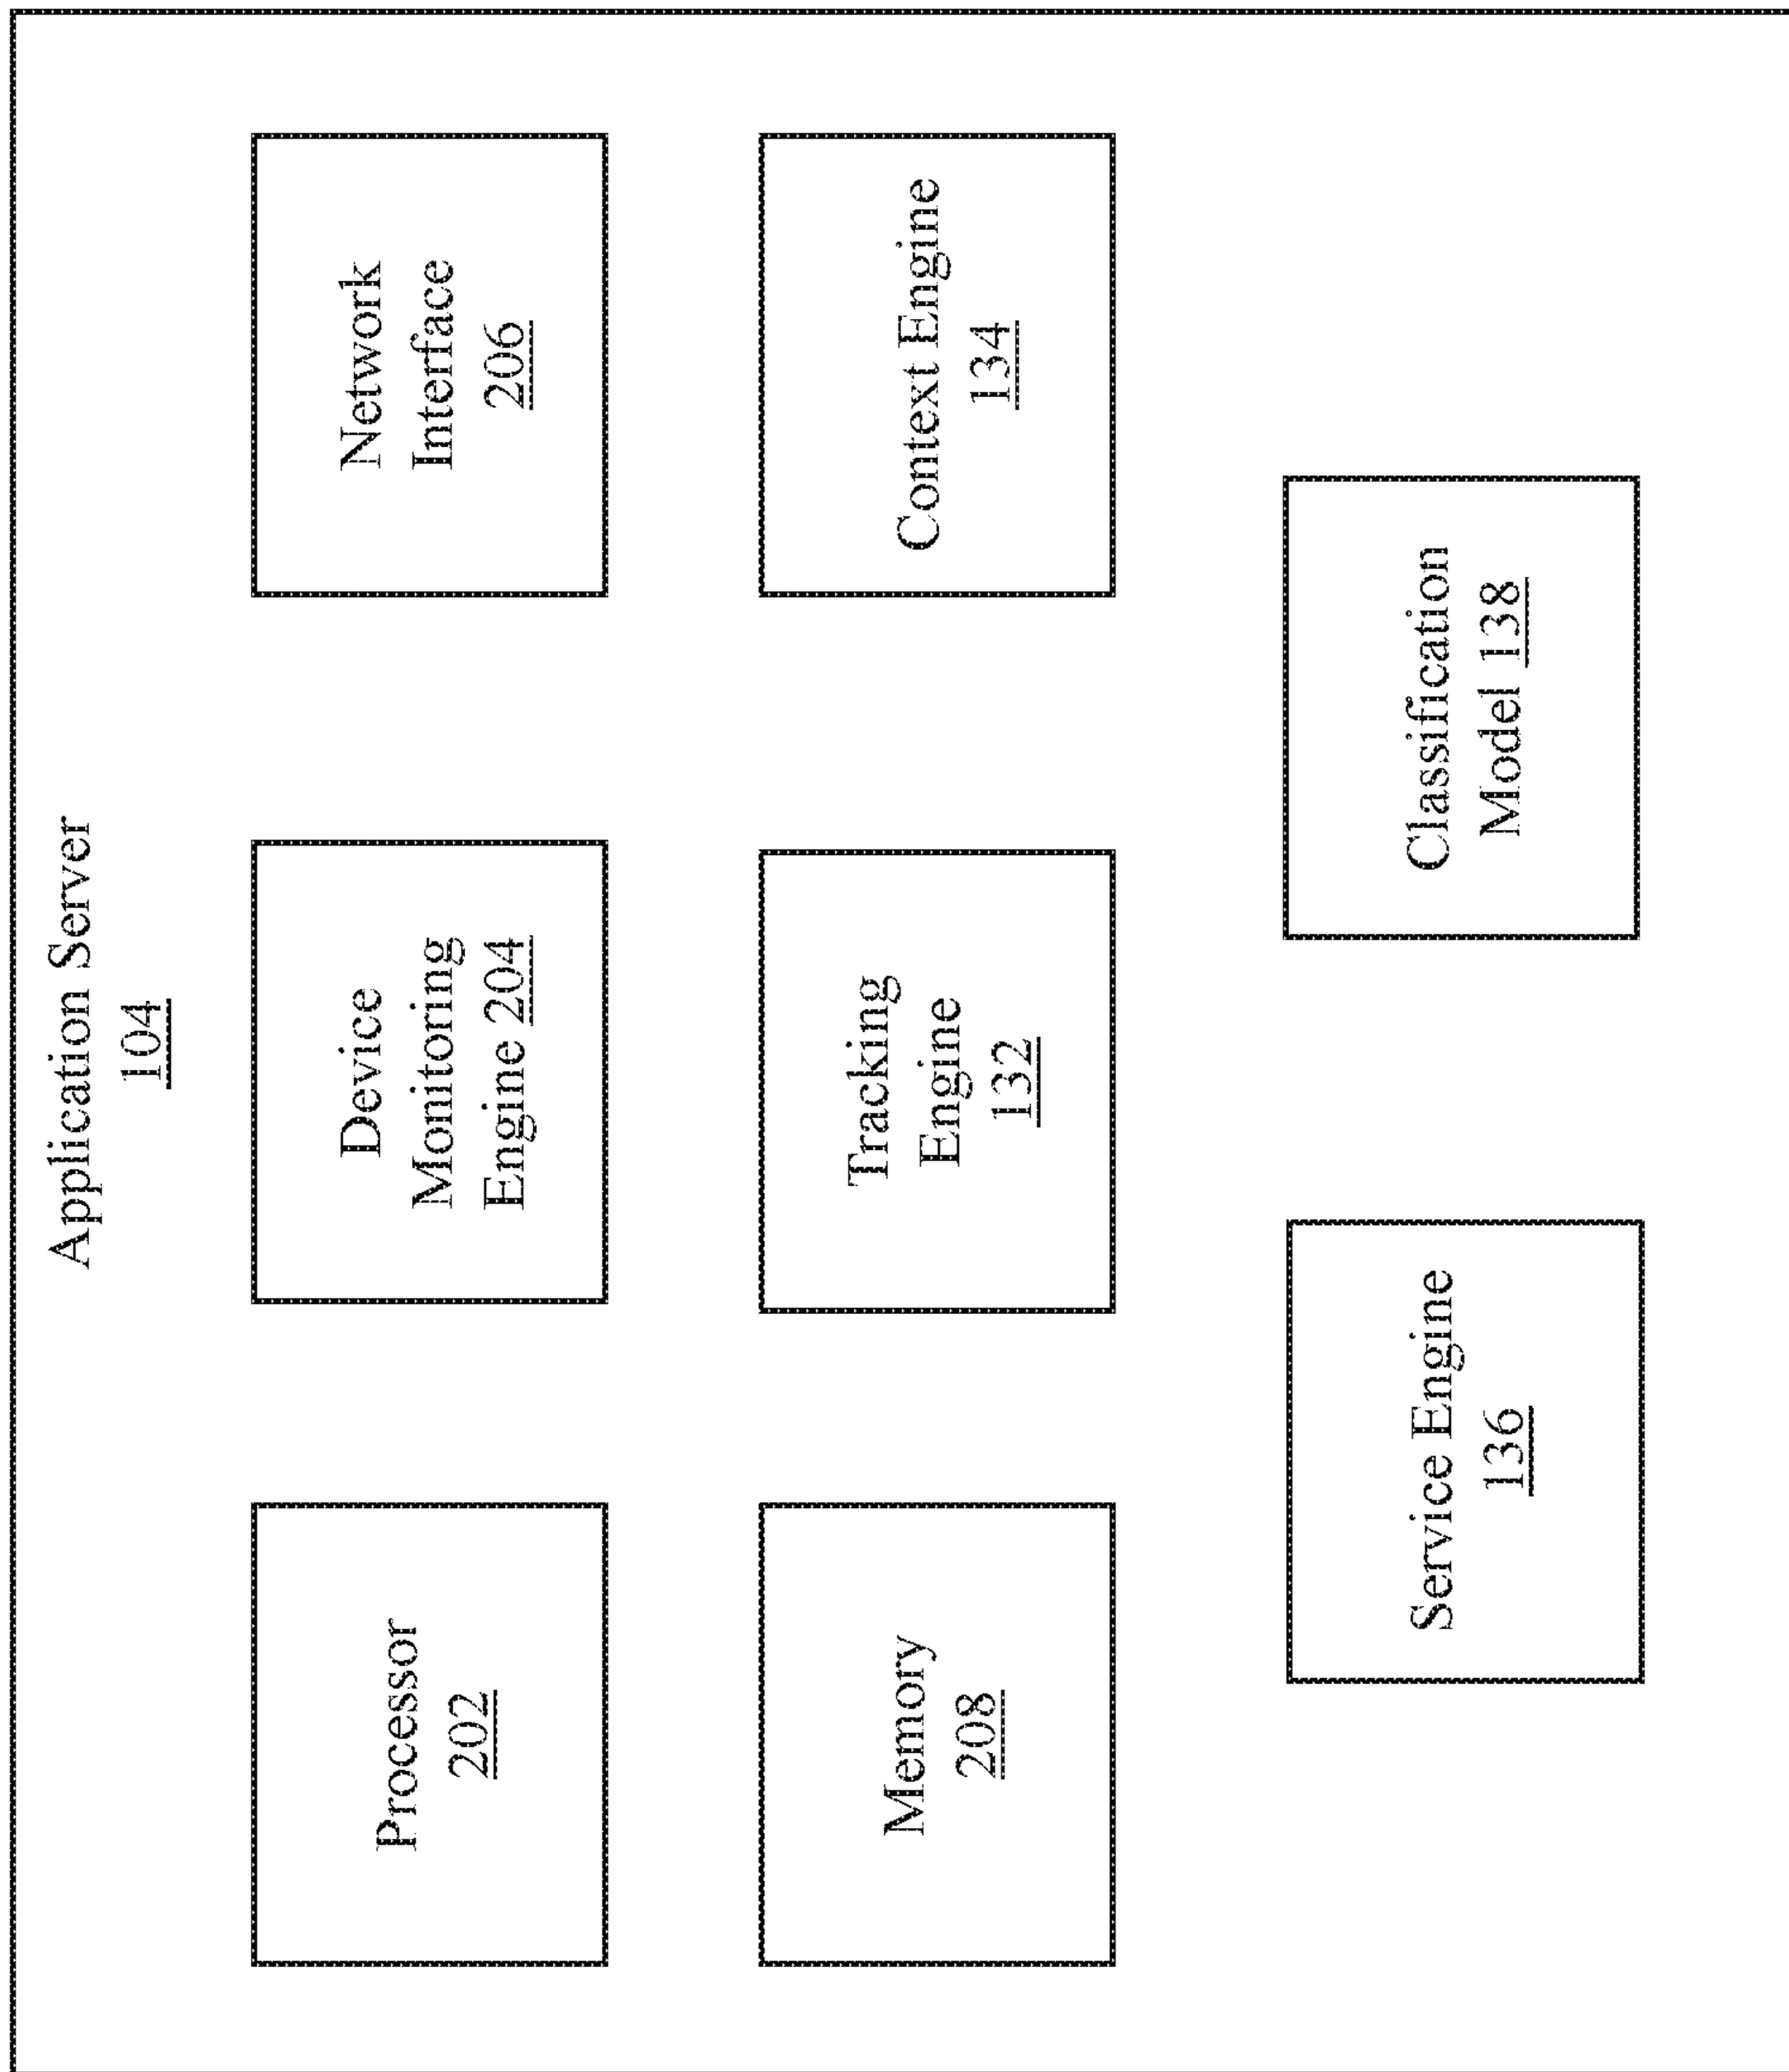 Application Server
104
Processor
202
Device
Monitoring
Engine 204
Network
Interface
206
Memory
208
Tracking
Engine
132
Context Engine
134
Service Engine
136
Classification
Model 138